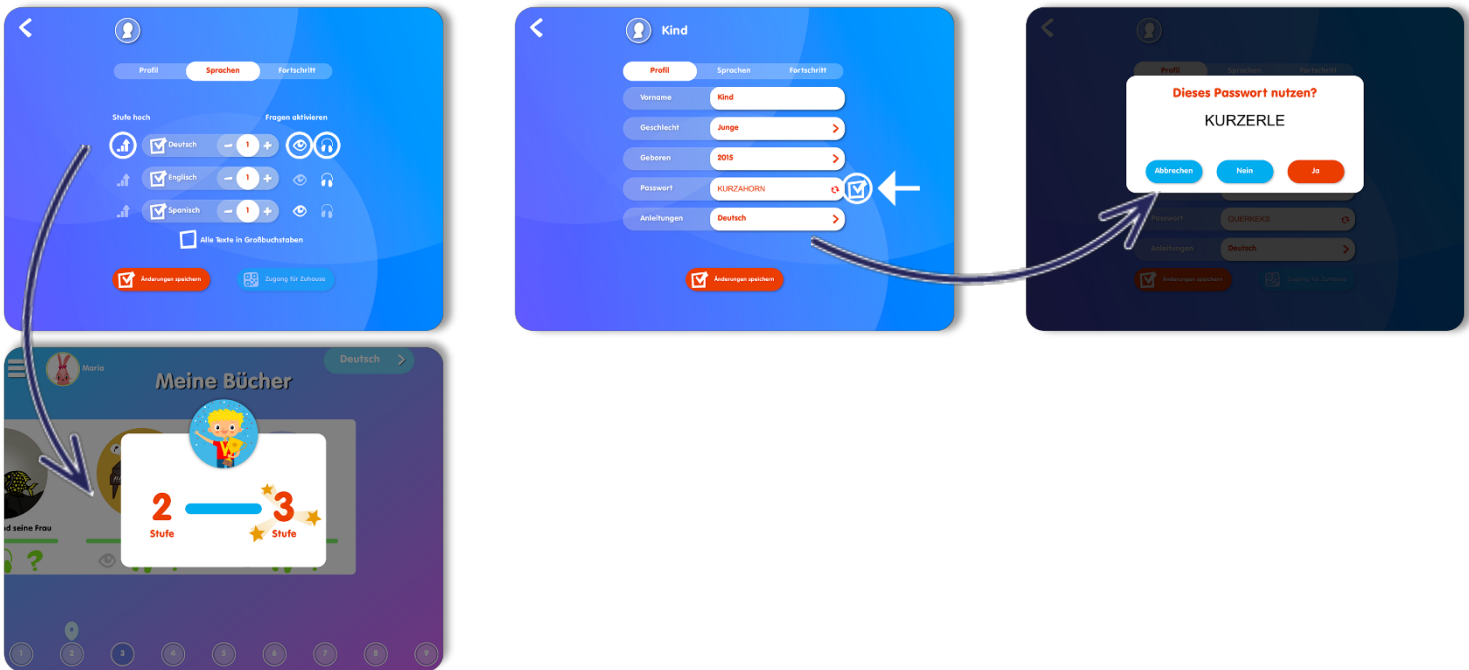 Profil Sprachen Fortschritt
Stufe hoch Fragen aktivieren
Deutsch - 1 +
Englisch - 1 +
Spanisch - 1 +
Alle Texte in Großbuchstaben
Änderungen speichern Zugang für Zuhause
Kind
Profil Sprachen Fortschritt
Vorname Kind
Geschlecht Junge
Geboren 2015
Passwort KURZAHORN
Anleitungen Deutsch
Änderungen speichern
Profil Sprachen Fortschritt
Dieses Passwort nutzen?
KURZERLE
Abbrechen Nein Ja
Passwort QUERKEKS
Anleitungen Deutsch
Änderungen speichern Zugang für Zuhause
Maria
Deutsch
Meine Bücher
2 3
Stufe Stufe
seine Frau
?
1 2 3 4 5 6 7 8 9